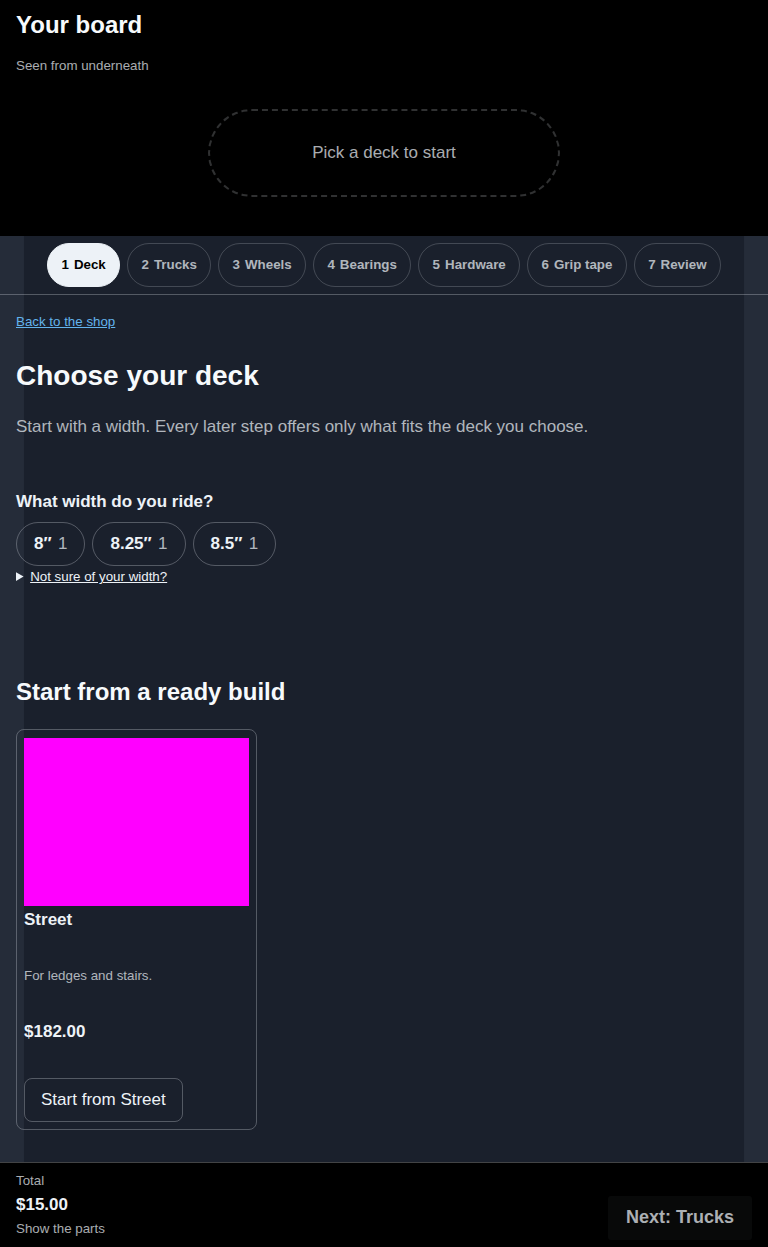 Your board
Seen from underneath
Pick a deck to start
1 Deck 2 Trucks 3 Wheels 4 Bearings 5 Hardware 6 Grip tape 7 Review
Back to the shop
Choose your deck
Start with a width. Every later step offers only what fits the deck you choose.
What width do you ride?
8″ 1 8.25″ 1 8.5″ 1
Not sure of your width?
Start from a ready build
Street
For ledges and stairs.
$182.00
Start from Street
Total
$15.00
Show the parts
Next: Trucks